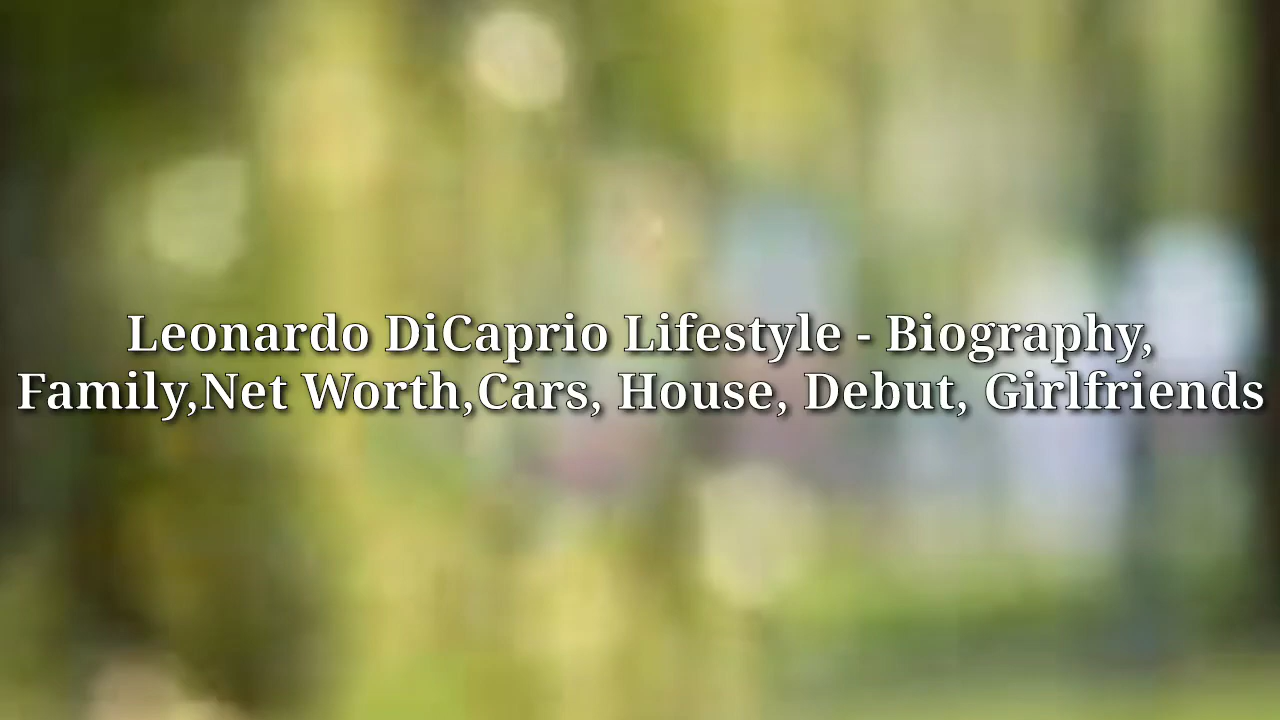 Leonardo DiCaprio Lifestyle - Biography,
Family,Net Worth,Cars, House, Debut, Girlfriends